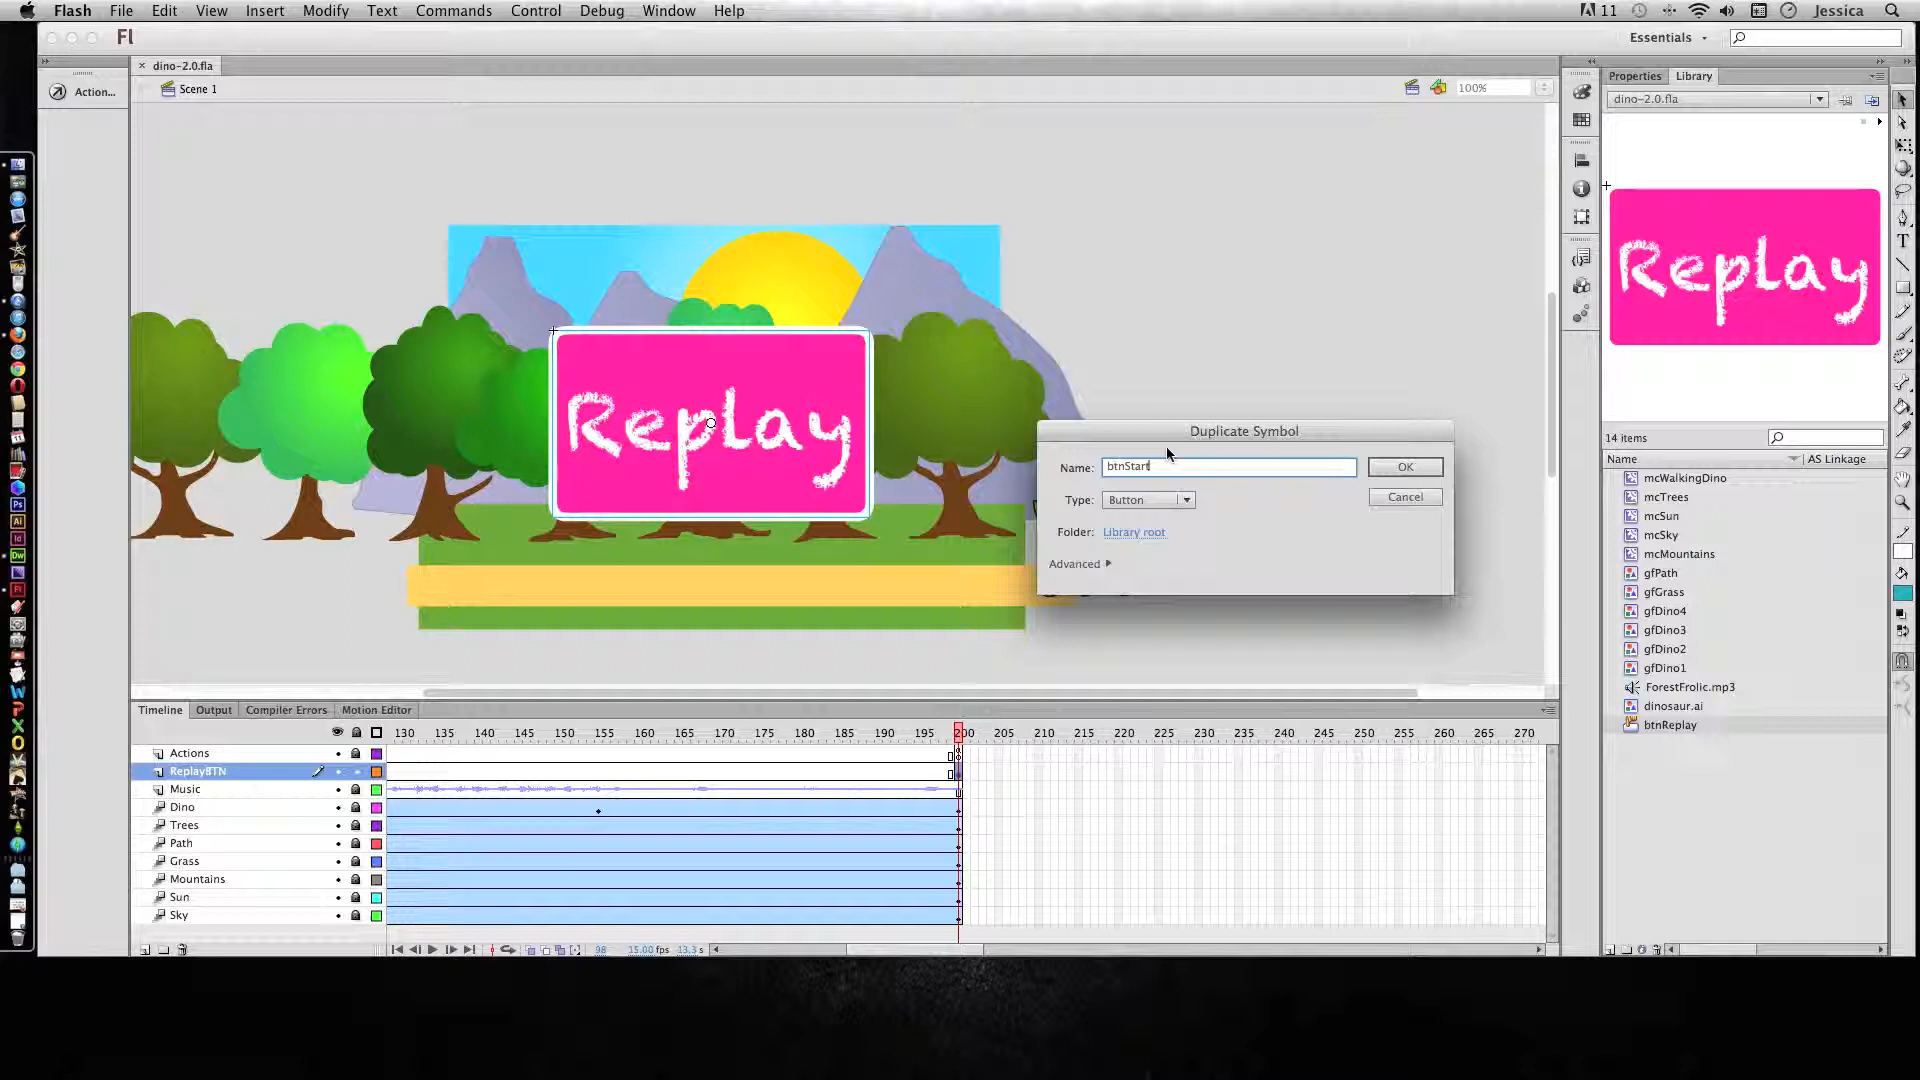 Flash File Edit View Insert Modify Text Commands Control Debug Window Help 11 Jessica
Fl Essentials
dino-2.0.fla
Action...
Scene 1 100%
Properties Library
dino-2.0.fla
Replay
Replay
Duplicate Symbol
Name: btnStart OK
Type: Button Cancel
Folder: Library root
Advanced
14 items
Name AS Linkage
mcWalkingDino
mcTrees
mcSun
mcSky
mcMountains
gfPath
gfGrass
gfDino4
gfDino3
gfDino2
gfDino1
ForestFrolic.mp3
dinosaur.ai
btnReplay
Timeline Output Compiler Errors Motion Editor
130 135 140 145 150 155 160 165 170 175 180 185 190 195 200 205 210 215 220 225 230 235 240 245 250 255 260 265 270
Actions
ReplayBTN
Music
Dino
Trees
Path
Grass
Mountains
Sun
Sky
98 15.00 fps 13.3 s